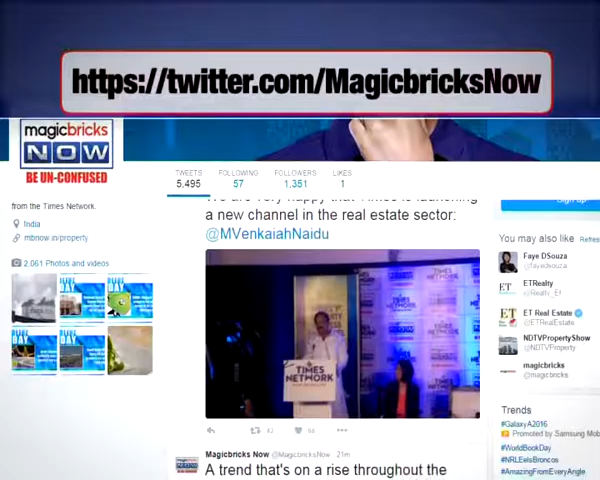 https://twitter.com/MagicbricksNow
magicbricks
NOW
BE UN-CONFUSED
TWEETS FOLLOWING FOLLOWERS LIKES
5,495 57 1,351 1
from the Times Network.
India
mbnow.in/property
2,061 Photos and videos
We are very happy that Times is launching
a new channel in the real estate sector:
@MVenkaiahNaidu
TIMES
NETWORK
42 64
Magicbricks Now @MagicbricksNow 21m
A trend that's on a rise throughout the
Sign up
You may also like Refresh
Faye DSouza
@fayedsouza
ETRealty
@Realty_Et
ET Real Estate
@ETRealEstate
NDTVPropertyShow
@NDTVProperty
magicbricks
@magicbricks
Trends
#GalaxyA2016
Promoted by Samsung Mob
#WorldBookDay
#NRLEelsBroncos
#AmazingFromEveryAngle